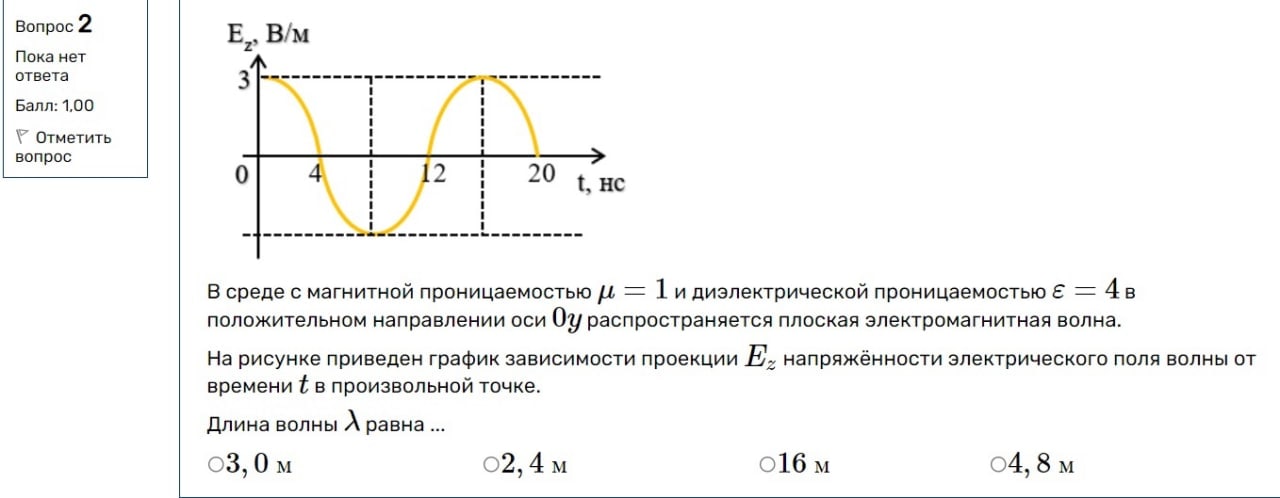 Вопрос 2
Пока нет
ответа
Балл: 1,00
Отметить
вопрос
E_z, В/м
3
0 4 12 20 t, нс
В среде с магнитной проницаемостью μ = 1 и диэлектрической проницаемостью ε = 4 в
положительном направлении оси 0y распространяется плоская электромагнитная волна.
На рисунке приведен график зависимости проекции E_z напряжённости электрического поля волны от
времени t в произвольной точке.
Длина волны λ равна ...
3, 0 м 2, 4 м 16 м 4, 8 м